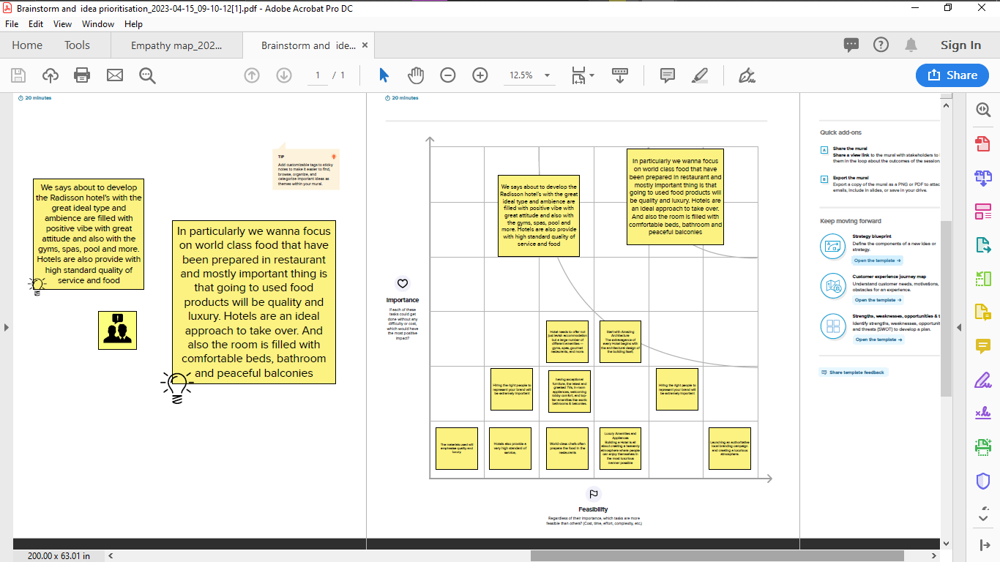 Brainstorm and  idea prioritisation_2023-04-15_09-10-12[1].pdf - Adobe Acrobat Pro DC
File Edit View Window Help
Home Tools Empathy map_202... Brainstorm and  ide... ×
1 / 1 12.5% Share
Sign In
20 minutes
TIP
Add customizable tags to sticky
notes to make it easier to find,
browse, organize, and
categorize important ideas as
themes within your mural.
We says about to develop
the Radisson hotel's with the
great ideal type and
ambience are filled with
positive vibe with great
attitude and also with the
gyms, spas, pool and more.
Hotels are also provide with
high standard quality of
service and food
In particularly we wanna focus
on world class food that have
been prepared in restaurant
and mostly important thing is
that going to used food
products will be quality and
luxury. Hotels are an ideal
approach to take over. And
also the room is filled with
comfortable beds, bathroom
and peaceful balconies
20 minutes
We says about to develop the
Radisson hotel's with the great
ideal type and ambience are
filled with positive vibe with
great attitude and also with
the gyms, spas, pool and
more. Hotels are also provide
with high standard quality of
service and food
In particularly we wanna focus
on world class food that have
been prepared in restaurant and
mostly important thing is that
going to used food products will
be quality and luxury. Hotels are
an ideal approach to take over.
And also the room is filled with
comfortable beds, bathroom and
peaceful balconies
Importance
If each of these
tasks could get
done without any
difficulty or cost,
which would have
the most positive
impact?
Hotel needs to offer not
just lavish accommodation
but a large number of
different amenities —
gyms, spas, gourmet
restaurants, and more.
Start with Amazing
Architecture
The extravagance of
every Hotel begins with
the architectural design of
the building itself,
Hiring the right people to
represent your brand will
be extremely important
having exceptional
furniture, the latest and
greatest TVs, in-room
appliances, welcoming
lobby comfort, and top-
tier amenities like exotic
bathrooms & balconies.
Hiring the right people to
represent your brand will
be extremely important
The materials used will
emphasise quality and
luxury.
Hotels also provide a
very high standard of
service,
World-class chefs often
prepare the food in the
restaurants
Luxury Amenities and
Appliances
Building a Hotel is all
about creating a heavenly
atmosphere where people
can enjoy themselves in
the most luxurious
manner possible
Launching an authoritative
local branding campaign
and creating a luxurious
atmosphere
Feasibility
Regardless of their importance, which tasks are more
feasible than others? (Cost, time, effort, complexity, etc.)
Quick add-ons
A Share the mural
Share a view link to the mural with stakeholders to
them in the loop about the outcomes of the session.
B Export the mural
Export a copy of the mural as a PNG or PDF to attac
emails, include in slides, or save in your drive.
Keep moving forward
Strategy blueprint
Define the components of a new idea or
strategy.
Open the template →
Customer experience journey map
Understand customer needs, motivations,
obstacles for an experience.
Open the template →
Strengths, weaknesses, opportunities & t
Identify strengths, weaknesses, opportunit
and threats (SWOT) to develop a plan.
Open the template →
Share template feedback
200.00 x 63.01 in